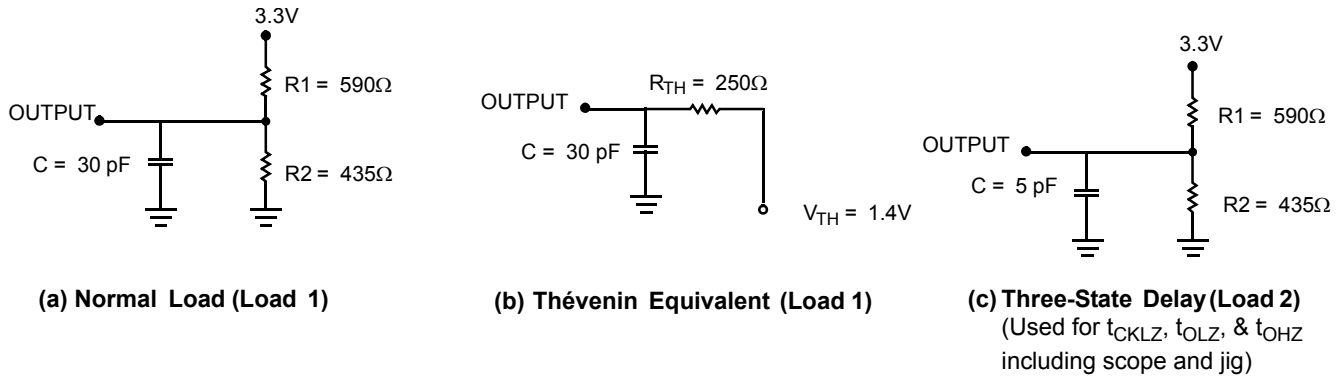 3.3V
R1 = 590Ω
OUTPUT
C = 30 pF
R2 = 435Ω
(a) Normal Load (Load 1)
RTH = 250Ω
OUTPUT
C = 30 pF
VTH = 1.4V
(b) Thévenin Equivalent (Load 1)
3.3V
R1 = 590Ω
OUTPUT
C = 5 pF
R2 = 435Ω
(c) Three-State Delay (Load 2)
(Used for tCKLZ, tOLZ, & tOHZ
including scope and jig)